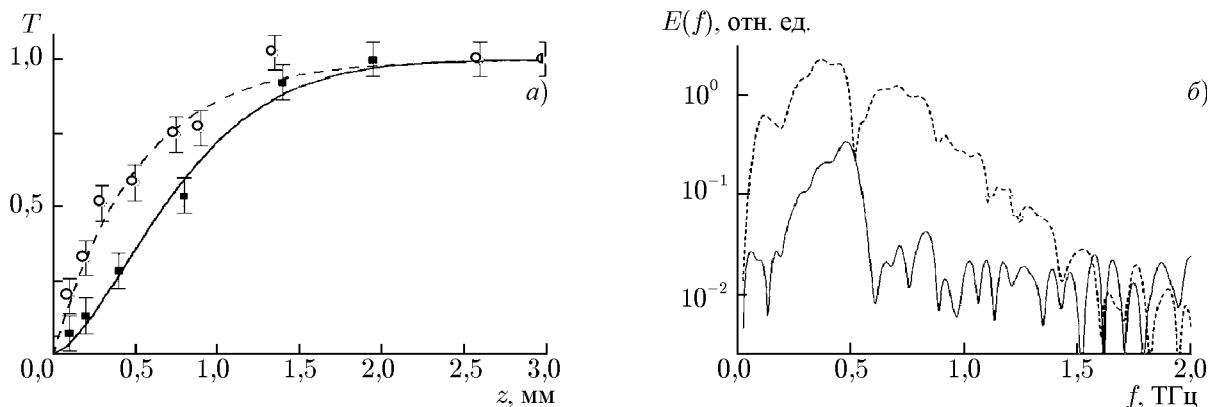 T
1,0
0,5
0,0 0,5 1,0 1,5 2,0 2,5 3,0
z, мм
а)
E(f), отн. ед.
10⁰
10⁻¹
10⁻²
0,0 0,5 1,0 1,5 2,0
f, ТГц
б)